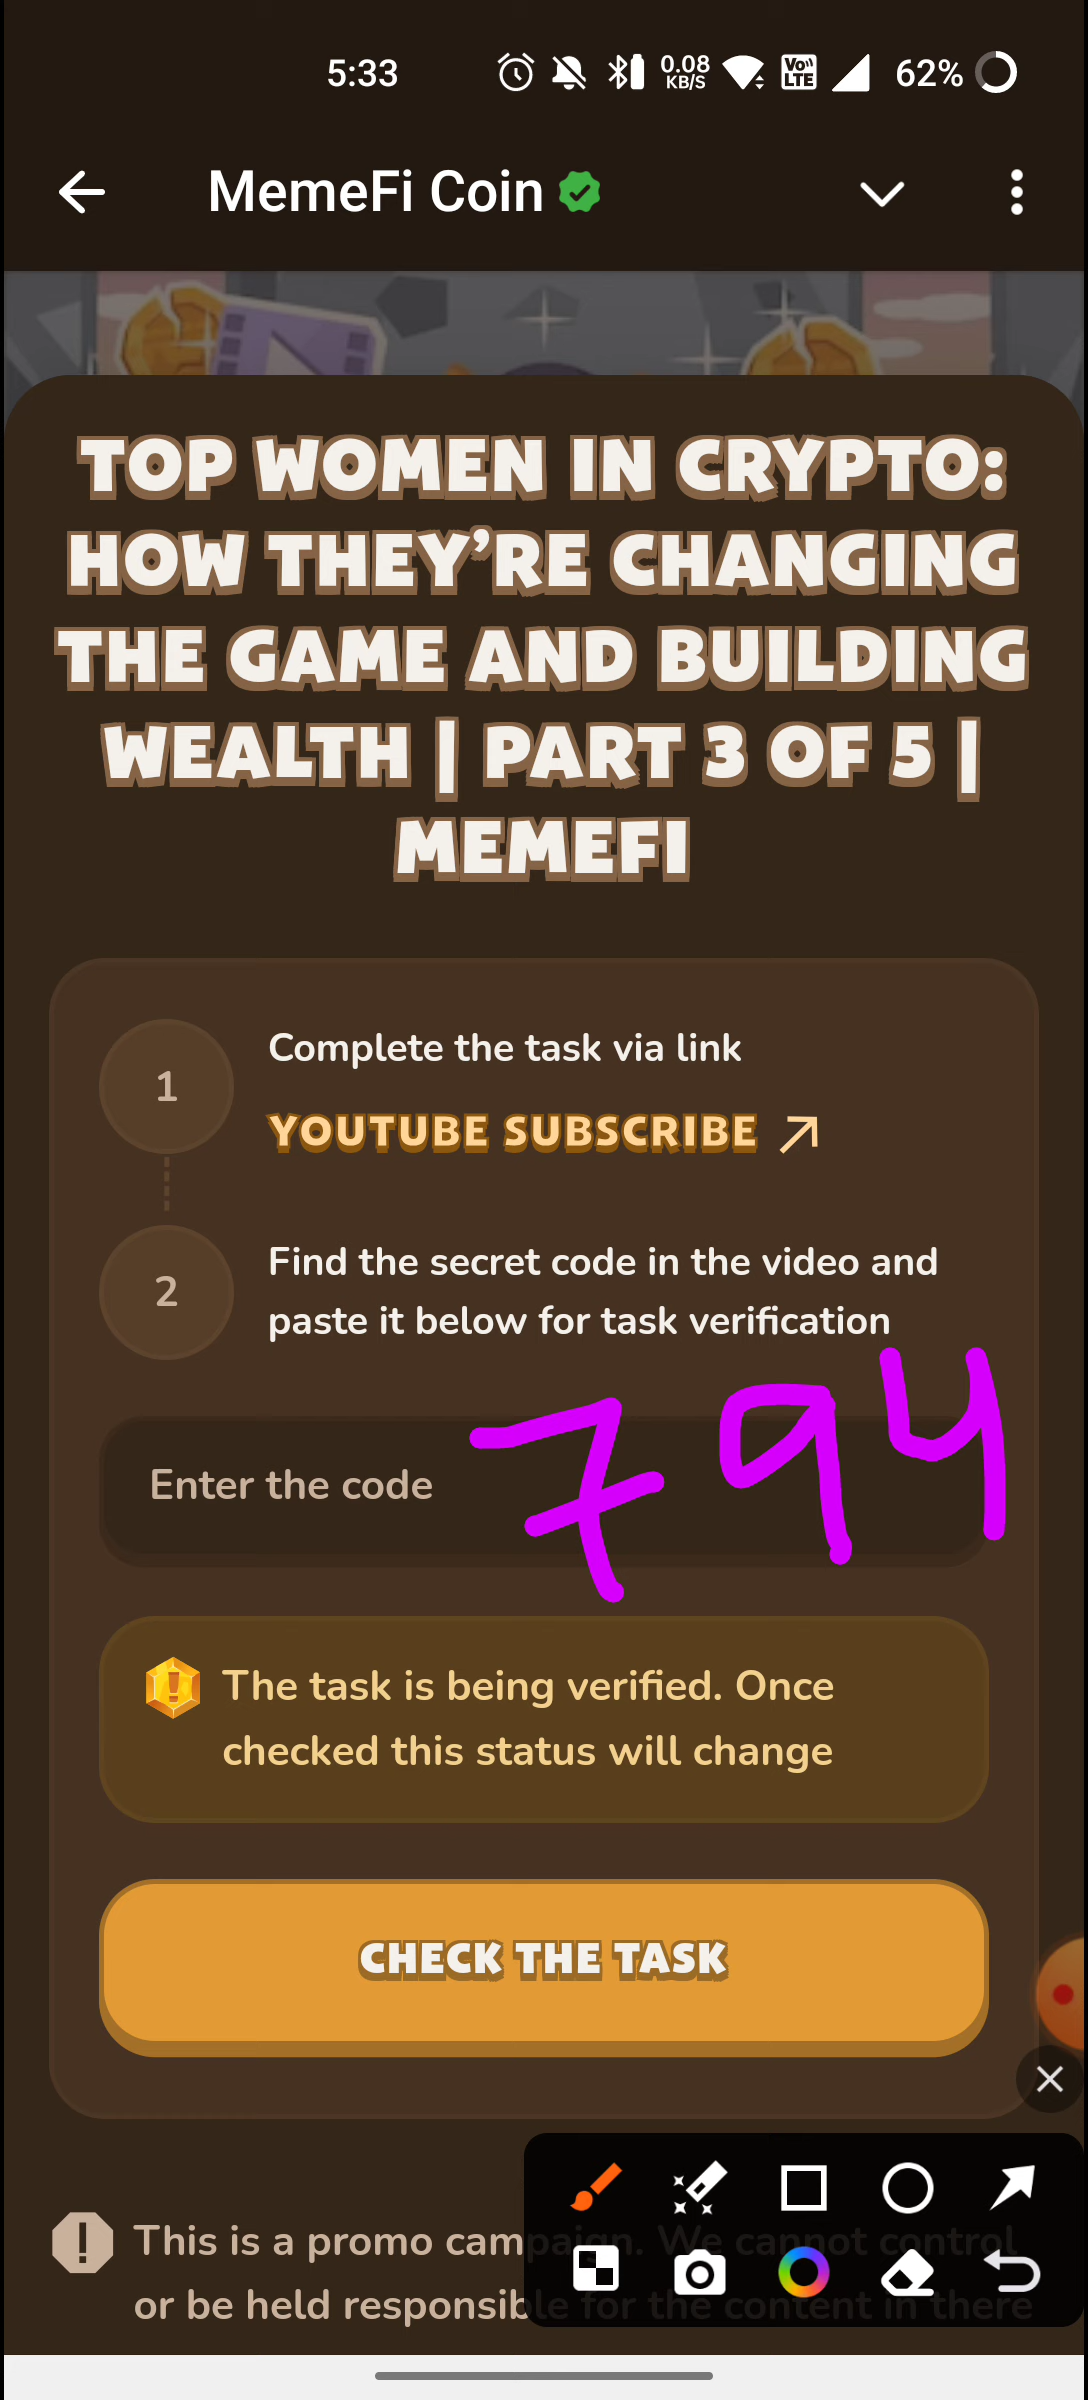 5:33 0.08 KB/S Vo)) LTE 62%
MemeFi Coin
TOP WOMEN IN CRYPTO:
HOW THEY’RE CHANGING
THE GAME AND BUILDING
WEALTH | PART 3 OF 5 |
MEMEFI
1
Complete the task via link
YOUTUBE SUBSCRIBE
2
Find the secret code in the video and
paste it below for task verification
Enter the code
794
The task is being verified. Once
checked this status will change
CHECK THE TASK
This is a promo campaign. We cannot control
or be held responsible for the content in there